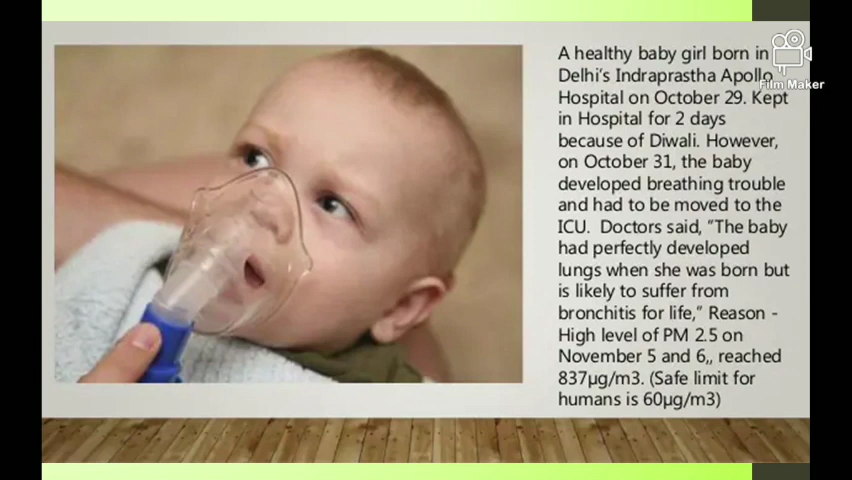 A healthy baby girl born in
Delhi's Indraprastha Apollo
Hospital on October 29. Kept
in Hospital for 2 days
because of Diwali. However,
on October 31, the baby
developed breathing trouble
and had to be moved to the
ICU. Doctors said, "The baby
had perfectly developed
lungs when she was born but
is likely to suffer from
bronchitis for life," Reason -
High level of PM 2.5 on
November 5 and 6,, reached
837µg/m3. (Safe limit for
humans is 60µg/m3)
Film Maker